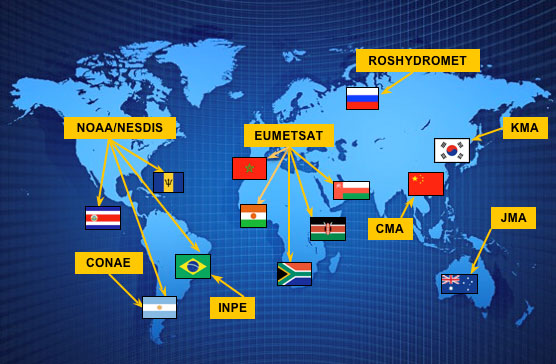 ROSHYDROMET
NOAA/NESDIS
EUMETSAT
KMA
CMA
JMA
CONAE
INPE